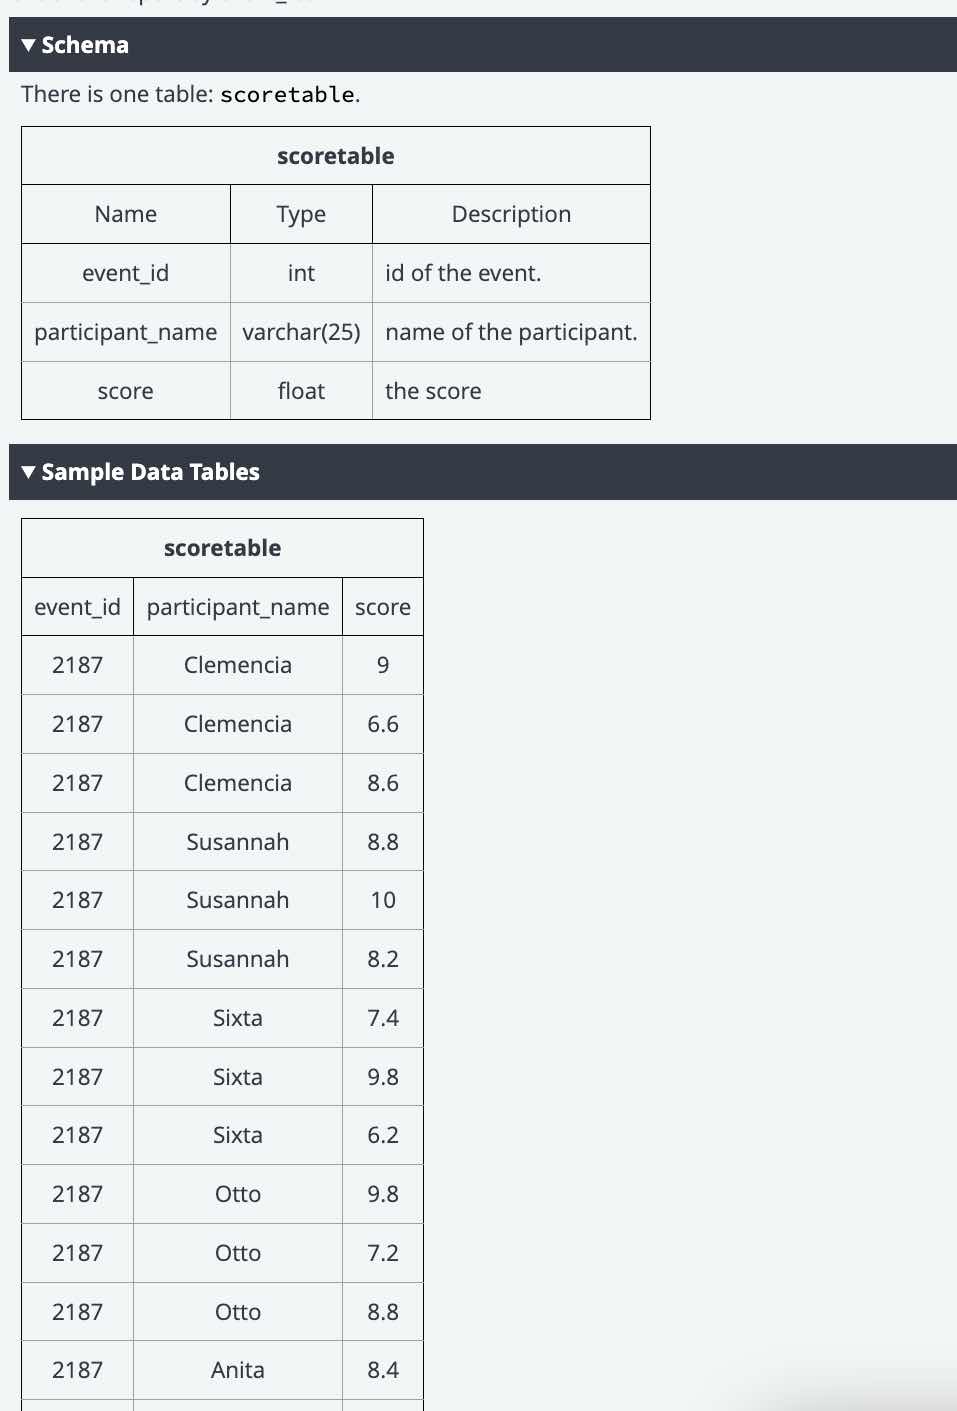 ▼ Schema
There is one table: scoretable.
scoretable
Name Type Description
event_id int id of the event.
participant_name varchar(25) name of the participant.
score float the score
▼ Sample Data Tables
scoretable
event_id participant_name score
2187 Clemencia 9
2187 Clemencia 6.6
2187 Clemencia 8.6
2187 Susannah 8.8
2187 Susannah 10
2187 Susannah 8.2
2187 Sixta 7.4
2187 Sixta 9.8
2187 Sixta 6.2
2187 Otto 9.8
2187 Otto 7.2
2187 Otto 8.8
2187 Anita 8.4